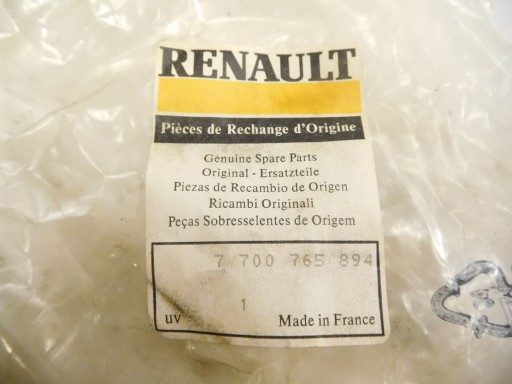 RENAULT
Pièces de Rechange d'Origine
Genuine Spare Parts
Original - Ersatzteile
Piezas de Recambio de Origen
Ricambi Originali
Peças Sobresselentes de Origem
7 700 765 894
1
uv Made in France